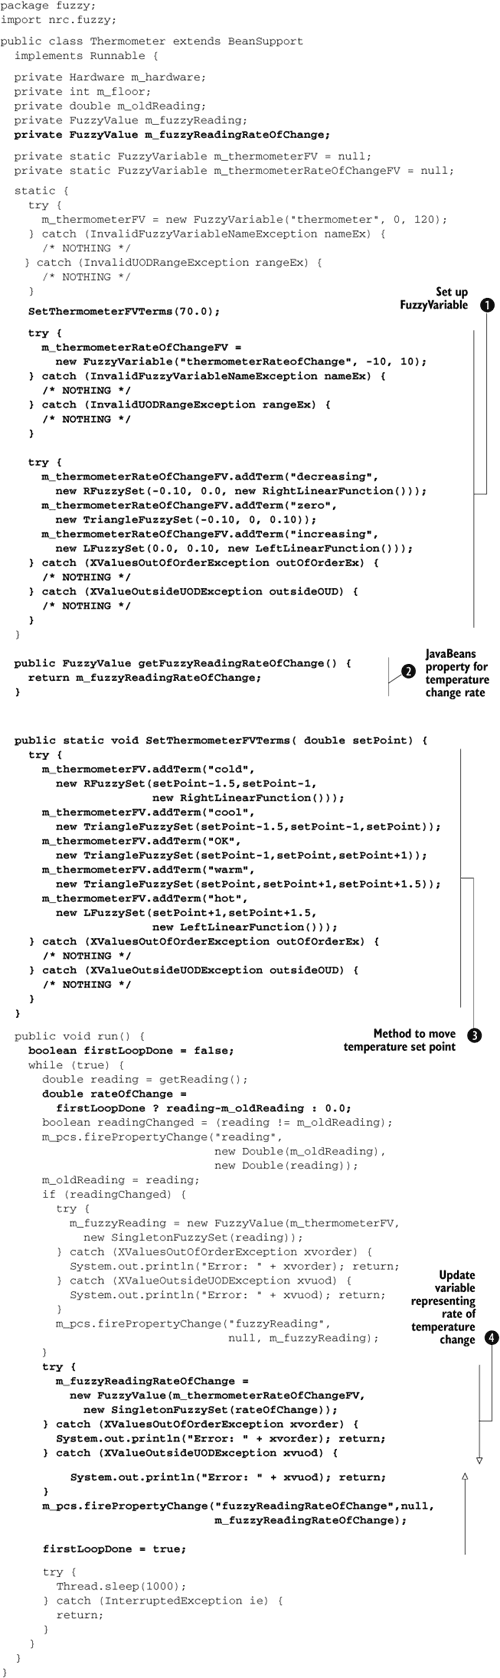 package fuzzy;
import nrc.fuzzy;
public class Thermometer extends BeanSupport
implements Runnable {
private Hardware m_hardware;
private int m_floor;
private double m_oldReading;
private FuzzyValue m_fuzzyReading;
private FuzzyValue m_fuzzyReadingRateOfChange;
private static FuzzyVariable m_thermometerFV = null;
private static FuzzyVariable m_thermometerRateOfChangeFV = null;
static {
try {
m_thermometerFV = new FuzzyVariable("thermometer", 0, 120);
} catch (InvalidFuzzyVariableNameException nameEx) {
/* NOTHING */
} catch (InvalidUODRangeException rangeEx) {
/* NOTHING */
}
SetThermometerFVTerms(70.0);
Set up
FuzzyVariable
1
try {
m_thermometerRateOfChangeFV =
new FuzzyVariable("thermometerRateofChange", -10, 10);
} catch (InvalidFuzzyVariableNameException nameEx) {
/* NOTHING */
} catch (InvalidUODRangeException rangeEx) {
/* NOTHING */
}
try {
m_thermometerRateOfChangeFV.addTerm("decreasing",
new RFuzzySet(-0.10, 0.0, new RightLinearFunction()));
m_thermometerRateOfChangeFV.addTerm("zero",
new TriangleFuzzySet(-0.10, 0, 0.10));
m_thermometerRateOfChangeFV.addTerm("increasing",
new LFuzzySet(0.0, 0.10, new LeftLinearFunction()));
} catch (XValuesOutOfOrderException outOfOrderEx) {
/* NOTHING */
} catch (XValueOutsideUODException outsideOUD) {
/* NOTHING */
}
}
public FuzzyValue getFuzzyReadingRateOfChange() {
return m_fuzzyReadingRateOfChange;
}
2
JavaBeans
property for
temperature
change rate
public static void SetThermometerFVTerms( double setPoint) {
try {
m_thermometerFV.addTerm("cold",
new RFuzzySet(setPoint-1.5,setPoint-1,
new RightLinearFunction()));
m_thermometerFV.addTerm("cool",
new TriangleFuzzySet(setPoint-1.5,setPoint-1,setPoint));
m_thermometerFV.addTerm("OK",
new TriangleFuzzySet(setPoint-1,setPoint,setPoint+1));
m_thermometerFV.addTerm("warm",
new TriangleFuzzySet(setPoint,setPoint+1,setPoint+1.5));
m_thermometerFV.addTerm("hot",
new LFuzzySet(setPoint+1,setPoint+1.5,
new LeftLinearFunction()));
} catch (XValuesOutOfOrderException outOfOrderEx) {
/* NOTHING */
} catch (XValueOutsideUODException outsideOUD) {
/* NOTHING */
}
}
Method to move
temperature set point
3
public void run() {
boolean firstLoopDone = false;
while (true) {
double reading = getReading();
double rateOfChange =
firstLoopDone ? reading-m_oldReading : 0.0;
boolean readingChanged = (reading != m_oldReading);
m_pcs.firePropertyChange("reading",
new Double(m_oldReading),
new Double(reading));
m_oldReading = reading;
if (readingChanged) {
try {
m_fuzzyReading = new FuzzyValue(m_thermometerFV,
new SingletonFuzzySet(reading));
} catch (XValuesOutOfOrderException xvorder) {
System.out.println("Error: " + xvorder); return;
} catch (XValueOutsideUODException xvuod) {
System.out.println("Error: " + xvuod); return;
}
m_pcs.firePropertyChange("fuzzyReading",
null, m_fuzzyReading);
}
Update
variable
representing
rate of
temperature
change
4
try {
m_fuzzyReadingRateOfChange =
new FuzzyValue(m_thermometerRateOfChangeFV,
new SingletonFuzzySet(rateOfChange));
} catch (XValuesOutOfOrderException xvorder) {
System.out.println("Error: " + xvorder); return;
} catch (XValueOutsideUODException xvuod) {
System.out.println("Error: " + xvuod); return;
}
m_pcs.firePropertyChange("fuzzyReadingRateOfChange",null,
m_fuzzyReadingRateOfChange);
firstLoopDone = true;
try {
Thread.sleep(1000);
} catch (InterruptedException ie) {
return;
}
}
}
}